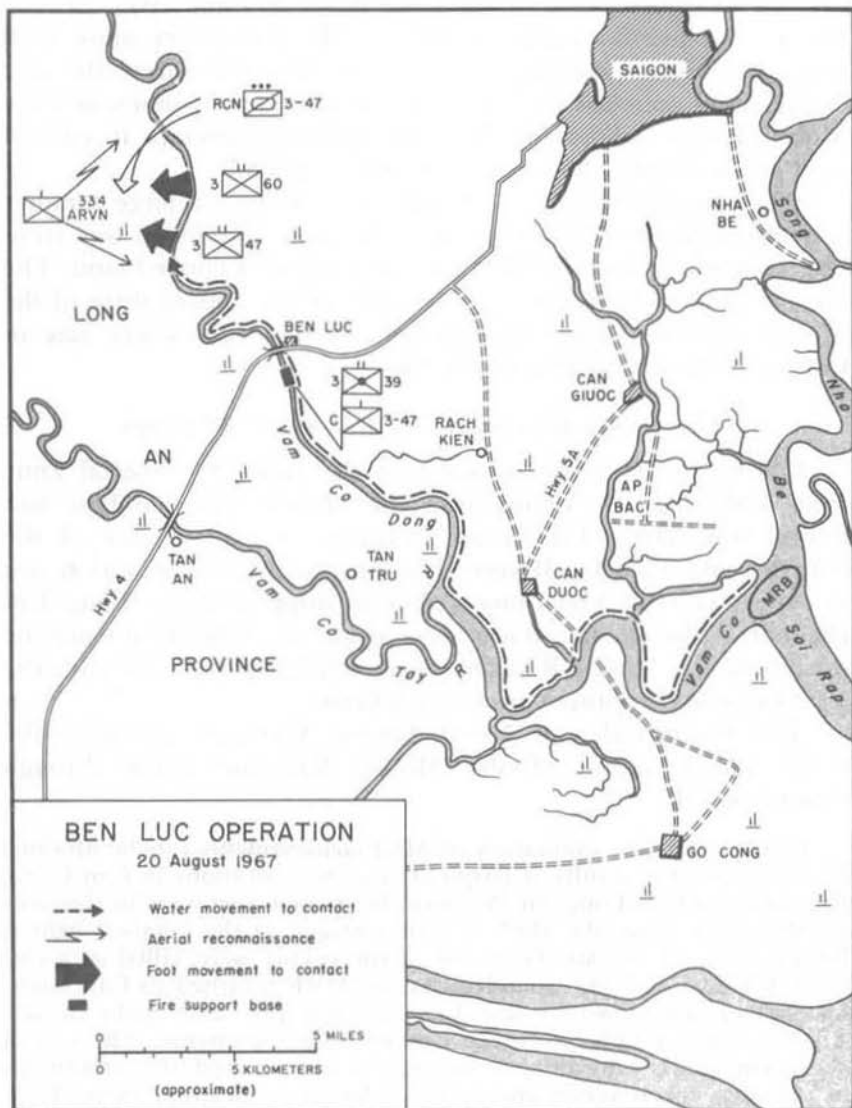 SAIGON
RCN *** 3-47
3 60
334
ARVN
3 47
NHA
BE
Song
LONG
BEN LUC
3 39
C 3-47
CAN
GIUOC
RACH
KIEN
Vam
Co
Dong
Hwy 5A
AP
BAC
Nha
Be
AN
TAN
AN
Vam
Co
Tay
R
TAN
TRU
CAN
DUOC
MRB
Vam Co
Soi Rap
Hwy 4
PROVINCE
GO CONG
BEN LUC OPERATION
20 August 1967
Water movement to contact
Aerial reconnaissance
Foot movement to contact
Fire support base
0 5 MILES
0 5 KILOMETERS
(approximate)